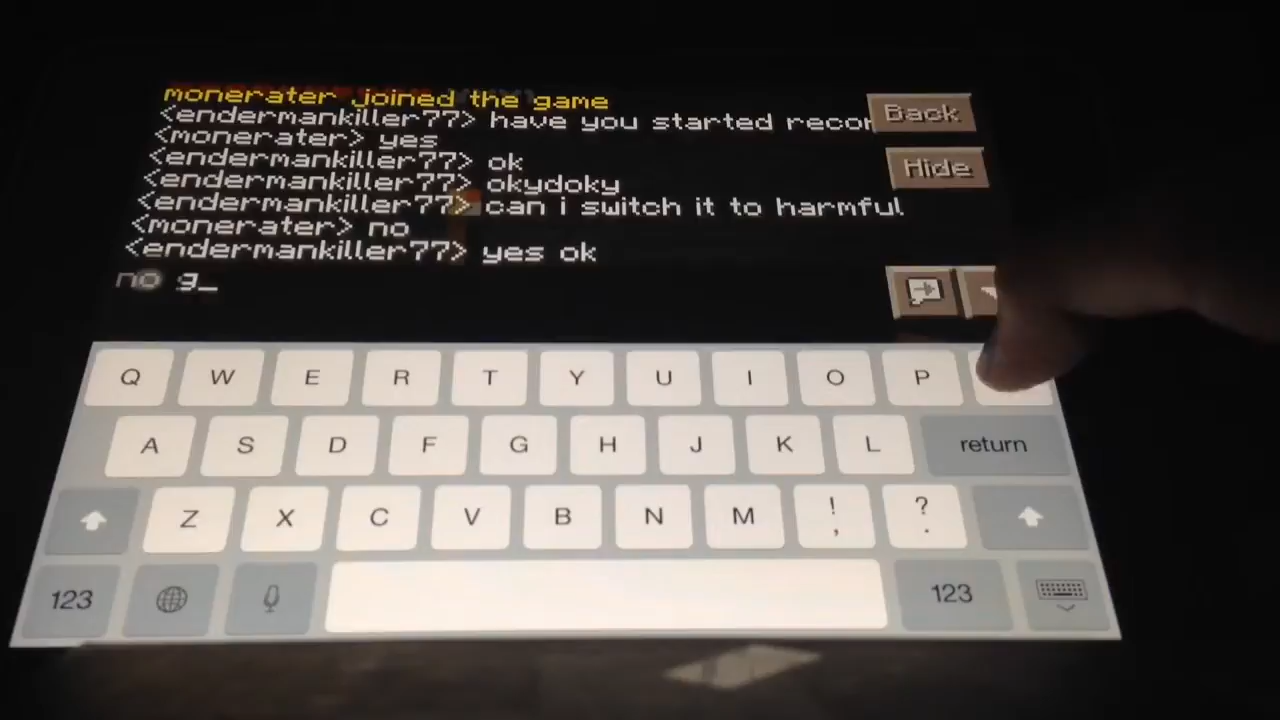 monerater joined the game
<endermankiller77> have you started recor
Back
<monerater> yes
<endermankiller77> ok
Hide
<endermankiller77> okydoky
<endermankiller77> can i switch it to harmful
<monerater> no
<endermankiller77> yes ok
no g_
Q W E R T Y U I O P
A S D F G H J K L return
Z X C V B N M ! , ? .
123 123